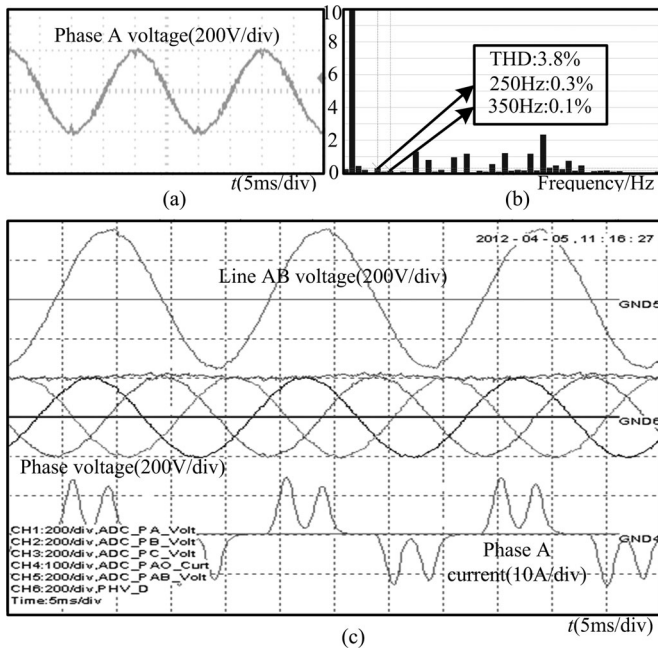 Phase A voltage(200V/div)
t(5ms/div)
(a)
10
8
6
4
2
0
THD:3.8%
250Hz:0.3%
350Hz:0.1%
Frequency/Hz
(b)
2012-04-05,11:16:27
Line AB voltage(200V/div)
GND5
GND6
Phase voltage(200V/div)
CH1:200/div,ADC_PA_Volt
CH2:200/div,ADC_PB_Volt
CH3:200/div,ADC_PC_Volt
CH4:100/div,ADC_PAO_Curt
CH5:200/div,ADC_PAB_Volt
CH6:200/div,PHV_D
Time:5ms/div
GND4
Phase A
current(10A/div)
t(5ms/div)
(c)